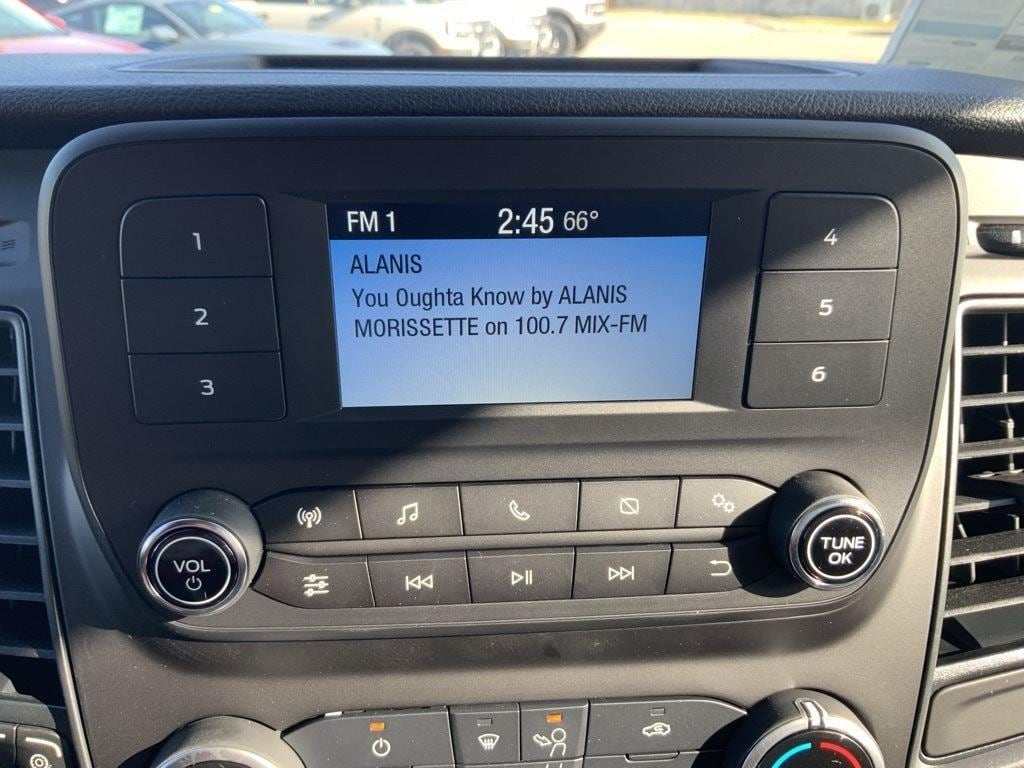 FM 1 2:45 66°
ALANIS
You Oughta Know by ALANIS
MORISSETTE on 100.7 MIX-FM
1
2
3
4
5
6
VOL
TUNE
OK